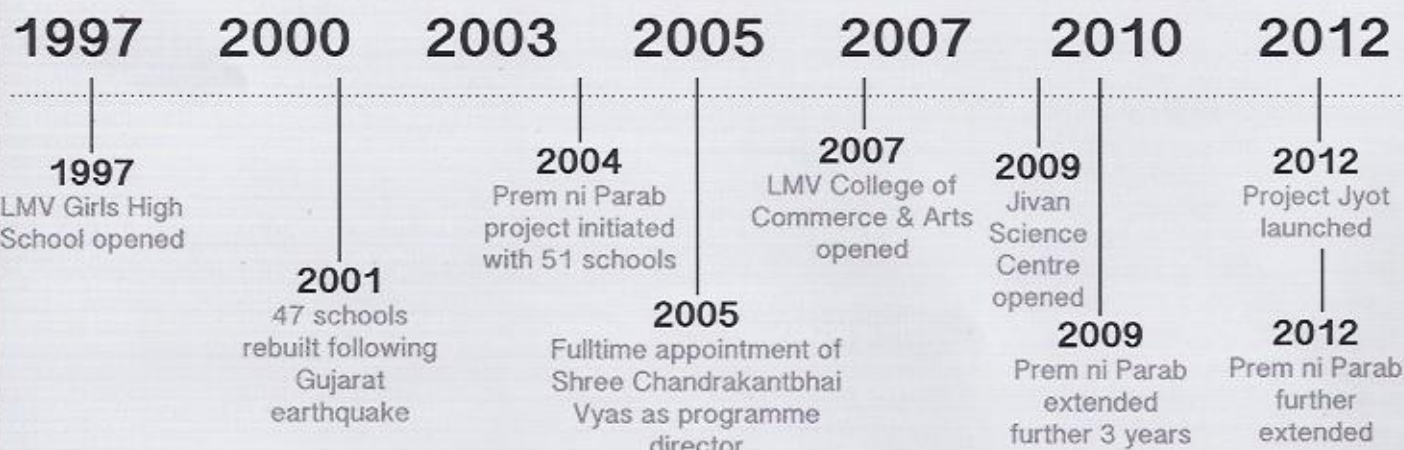 1997 2000 2003 2005 2007 2010 2012
1997
LMV Girls High
School opened
2001
47 schools
rebuilt following
Gujarat
earthquake
2004
Prem ni Parab
project initiated
with 51 schools
2005
Fulltime appointment of
Shree Chandrakantbhai
Vyas as programme
director
2007
LMV College of
Commerce & Arts
opened
2009
Jivan
Science
Centre
opened
2009
Prem ni Parab
extended
further 3 years
2012
Project Jyot
launched
2012
Prem ni Parab
further
extended